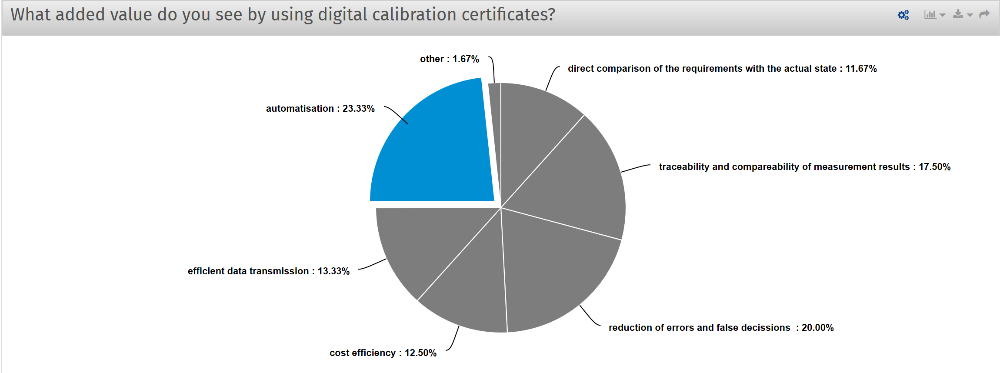 What added value do you see by using digital calibration certificates?
other : 1.67%
direct comparison of the requirements with the actual state : 11.67%
automatisation : 23.33%
traceability and compareability of measurement results : 17.50%
efficient data transmission : 13.33%
reduction of errors and false decissions  : 20.00%
cost efficiency : 12.50%